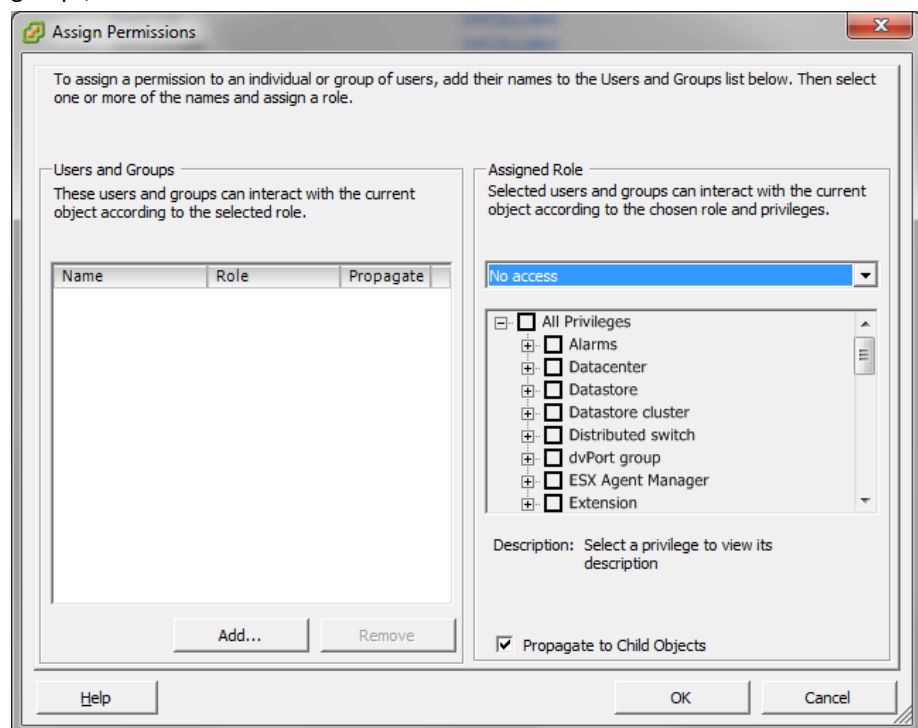 Assign Permissions
To assign a permission to an individual or group of users, add their names to the Users and Groups list below. Then select
one or more of the names and assign a role.
Users and Groups
These users and groups can interact with the current
object according to the selected role.
Name Role Propagate
Add... Remove
Assigned Role
Selected users and groups can interact with the current
object according to the chosen role and privileges.
No access
All Privileges
Alarms
Datacenter
Datastore
Datastore cluster
Distributed switch
dvPort group
ESX Agent Manager
Extension
Description: Select a privilege to view its
description
Propagate to Child Objects
Help OK Cancel